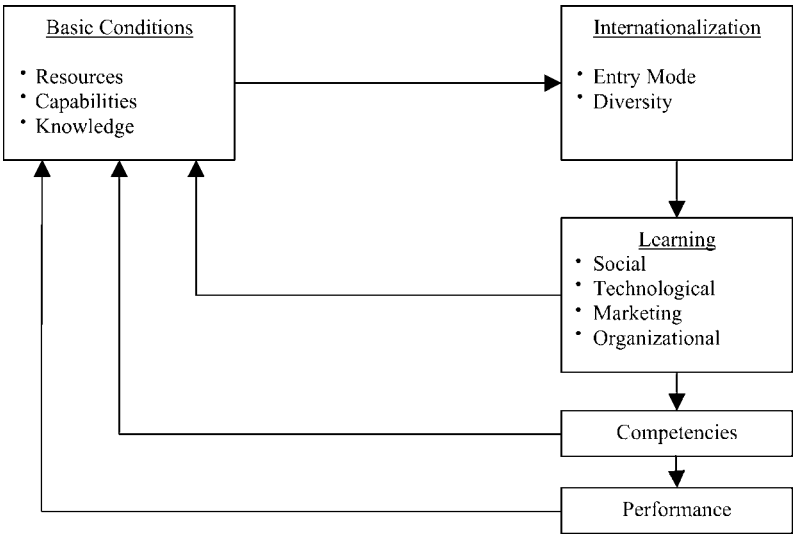 Basic Conditions
• Resources
• Capabilities
• Knowledge
Internationalization
• Entry Mode
• Diversity
Learning
• Social
• Technological
• Marketing
• Organizational
Competencies
Performance